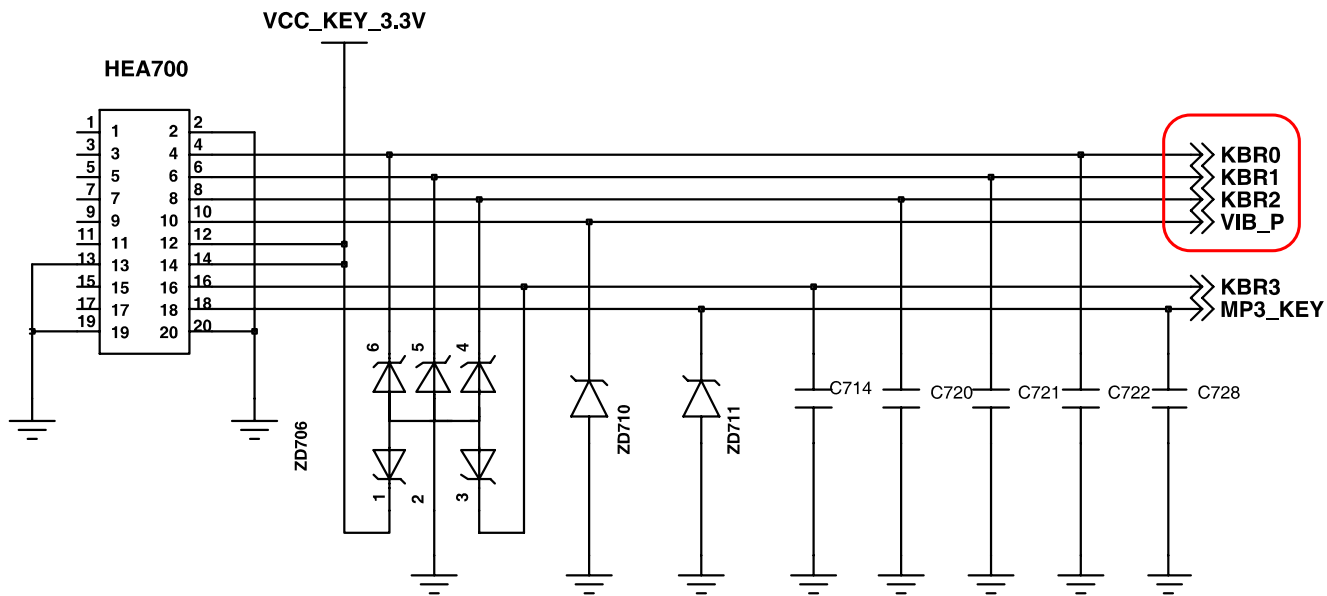 VCC_KEY_3.3V
HEA700
1 1 2 2
3 3 4 4
5 5 6 6
7 7 8 8
9 9 10 10
11 11 12 12
13 13 14 14
15 15 16 16
17 17 18 18
19 19 20 20
KBR0
KBR1
KBR2
VIB_P
KBR3
MP3_KEY
6 5 4
C714 C720 C721 C722 C728
ZD706 ZD710 ZD711
1 2 3